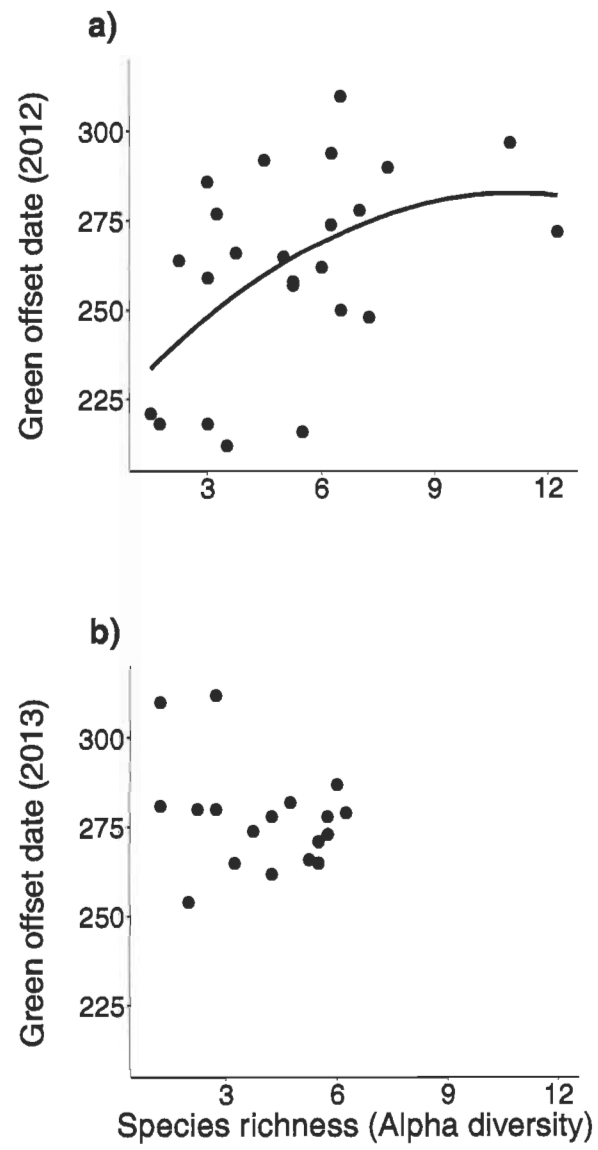 a)
Green offset date (2012)
300
275
250
225
3 6 9 12
b)
Green offset date (2013)
300
275
250
225
3 6 9 12
Species richness (Alpha diversity)